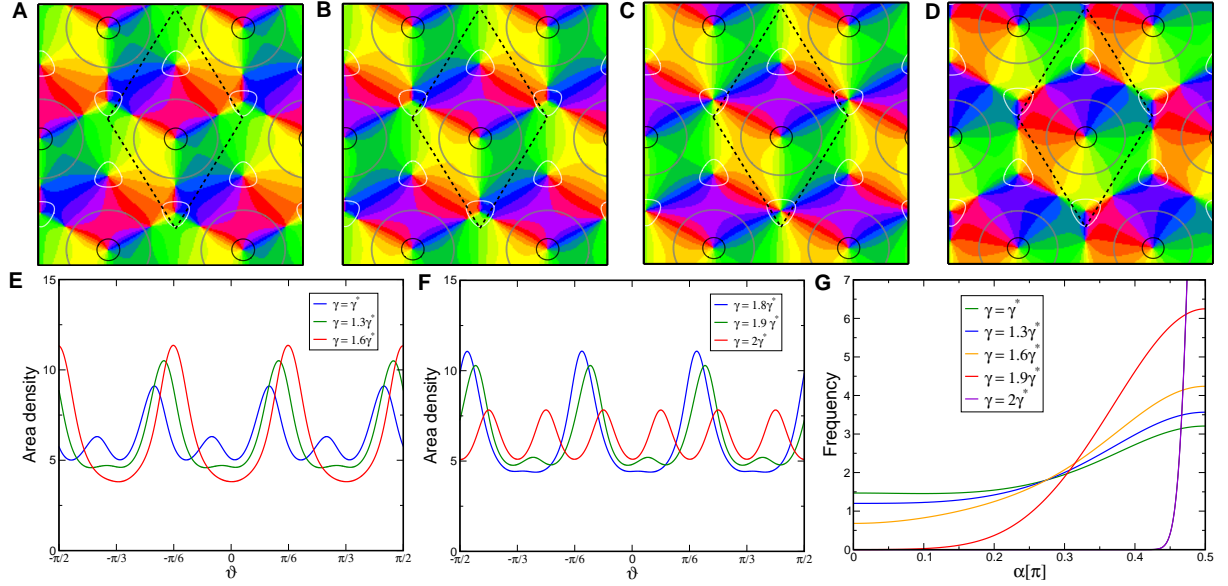 A B C D
E F G
15
10
5
0
Area density
-π/2 -π/3 -π/6 0 π/6 π/3 π/2
ϑ
γ = γ*
γ = 1.3γ*
γ = 1.6γ*
15
10
5
0
Area density
-π/2 -π/3 -π/6 0 π/6 π/3 π/2
ϑ
γ = 1.8γ*
γ = 1.9 γ*
γ = 2γ*
7
6
5
4
3
2
1
0
Frequency
0 0.1 0.2 0.3 0.4 0.5
α[π]
γ = γ*
γ = 1.3γ*
γ = 1.6γ*
γ = 1.9γ*
γ = 2γ*